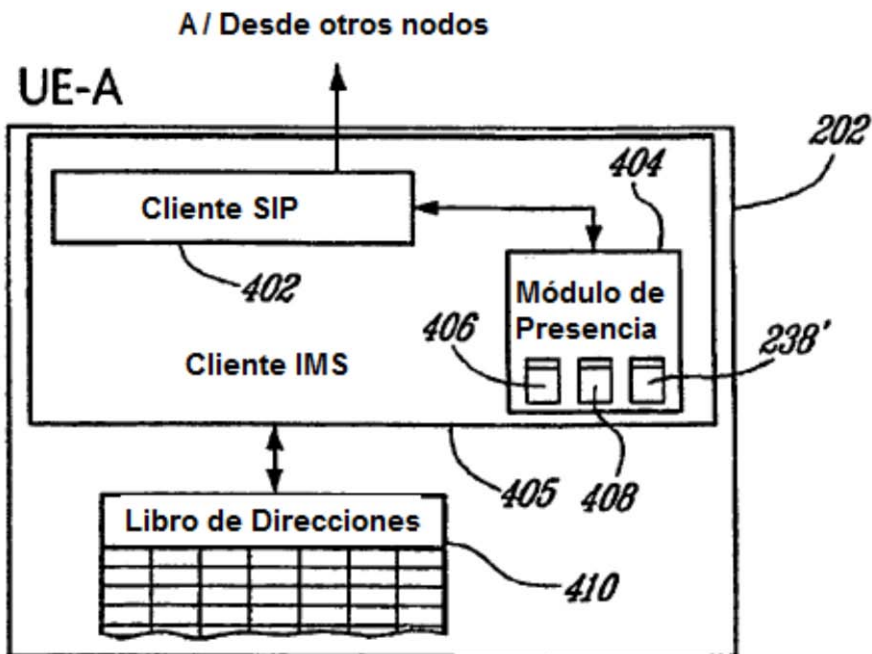 A / Desde otros nodos
UE-A
202
404
Cliente SIP
402
Módulo de
Presencia
406
238'
Cliente IMS
405
408
Libro de Direcciones
410